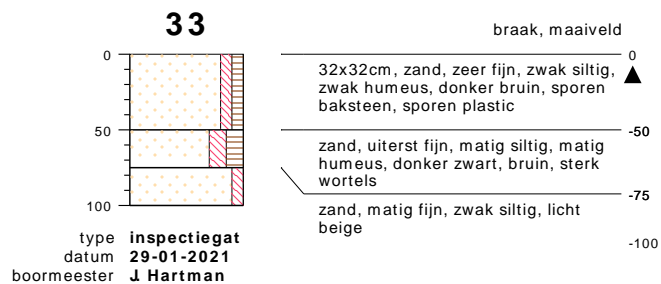 33
braak, maaiveld
0
0
32x32cm, zand, zeer fijn, zwak siltig,
zwak humeus, donker bruin, sporen
baksteen, sporen plastic
50
-50
zand, uiterst fijn, matig siltig, matig
humeus, donker zwart, bruin, sterk
wortels
-75
zand, matig fijn, zwak siltig, licht
beige
100
-100
type inspectiegat
datum 29-01-2021
boormeester J. Hartman